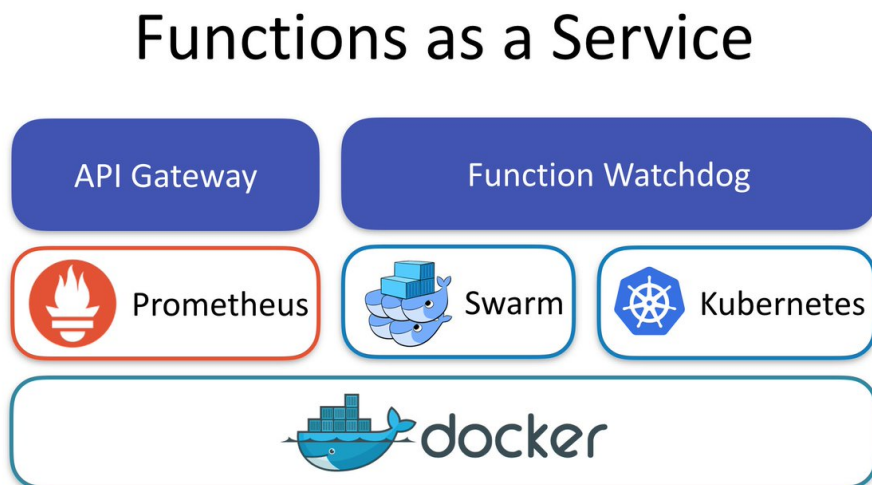 Functions as a Service
API Gateway
Function Watchdog
Prometheus
Swarm
Kubernetes
docker